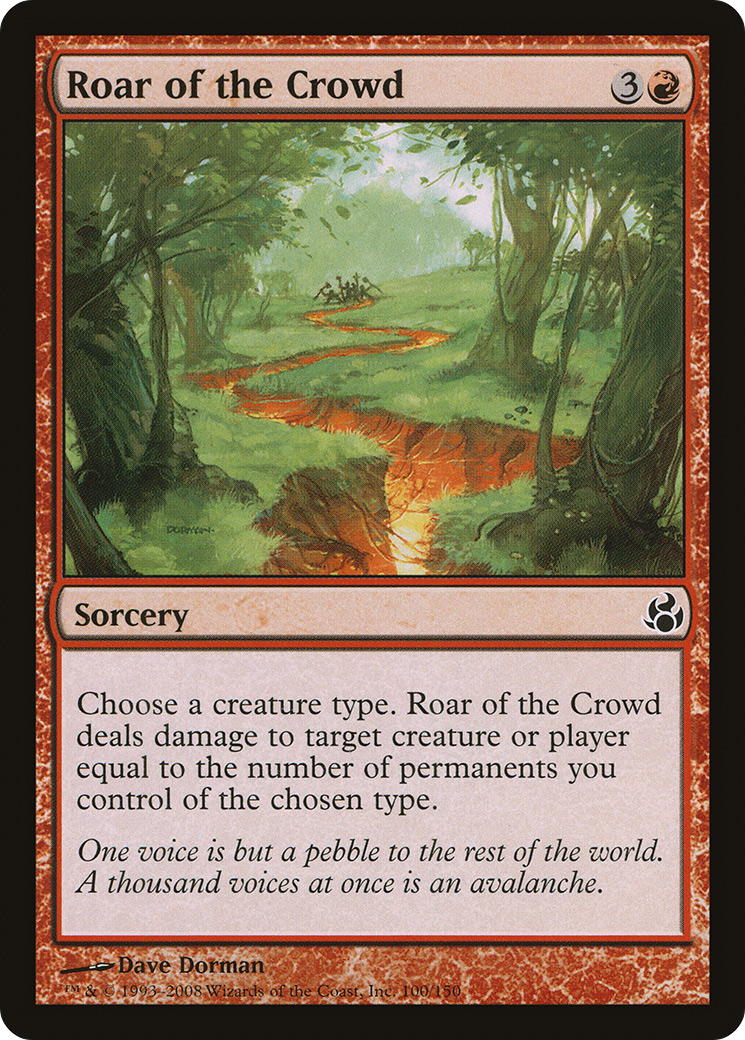 Roar of the Crowd 3
DORMAN
Sorcery
Choose a creature type. Roar of the Crowd
deals damage to target creature or player
equal to the number of permanents you
control of the chosen type.
One voice is but a pebble to the rest of the world.
A thousand voices at once is an avalanche.
Dave Dorman
™ & © 1993–2008 Wizards of the Coast, Inc. 100/150